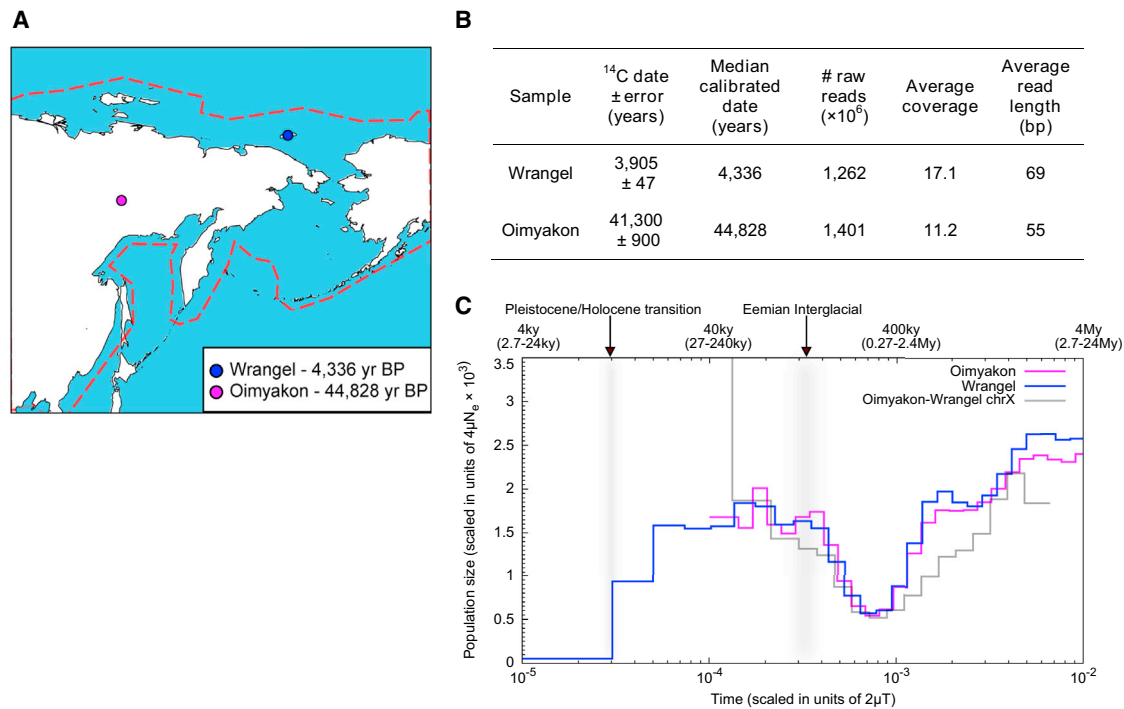 A
Wrangel - 4,336 yr BP
Oimyakon - 44,828 yr BP
B
Sample
¹⁴C date
± error
(years)
Median
calibrated
date
(years)
# raw
reads
(×10⁶)
Average
coverage
Average
read
length
(bp)
Wrangel
3,905
± 47
4,336
1,262
17.1
69
Oimyakon
41,300
± 900
44,828
1,401
11.2
55
C
Pleistocene/Holocene transition
Eemian Interglacial
4ky
(2.7-24ky)
40ky
(27-240ky)
400ky
(0.27-2.4My)
4My
(2.7-24My)
Oimyakon
Wrangel
Oimyakon-Wrangel chrX
Population size (scaled in units of 4μNₑ × 10³)
3.5
3
2.5
2
1.5
1
0.5
0
10⁻⁵
10⁻⁴
10⁻³
10⁻²
Time (scaled in units of 2μT)